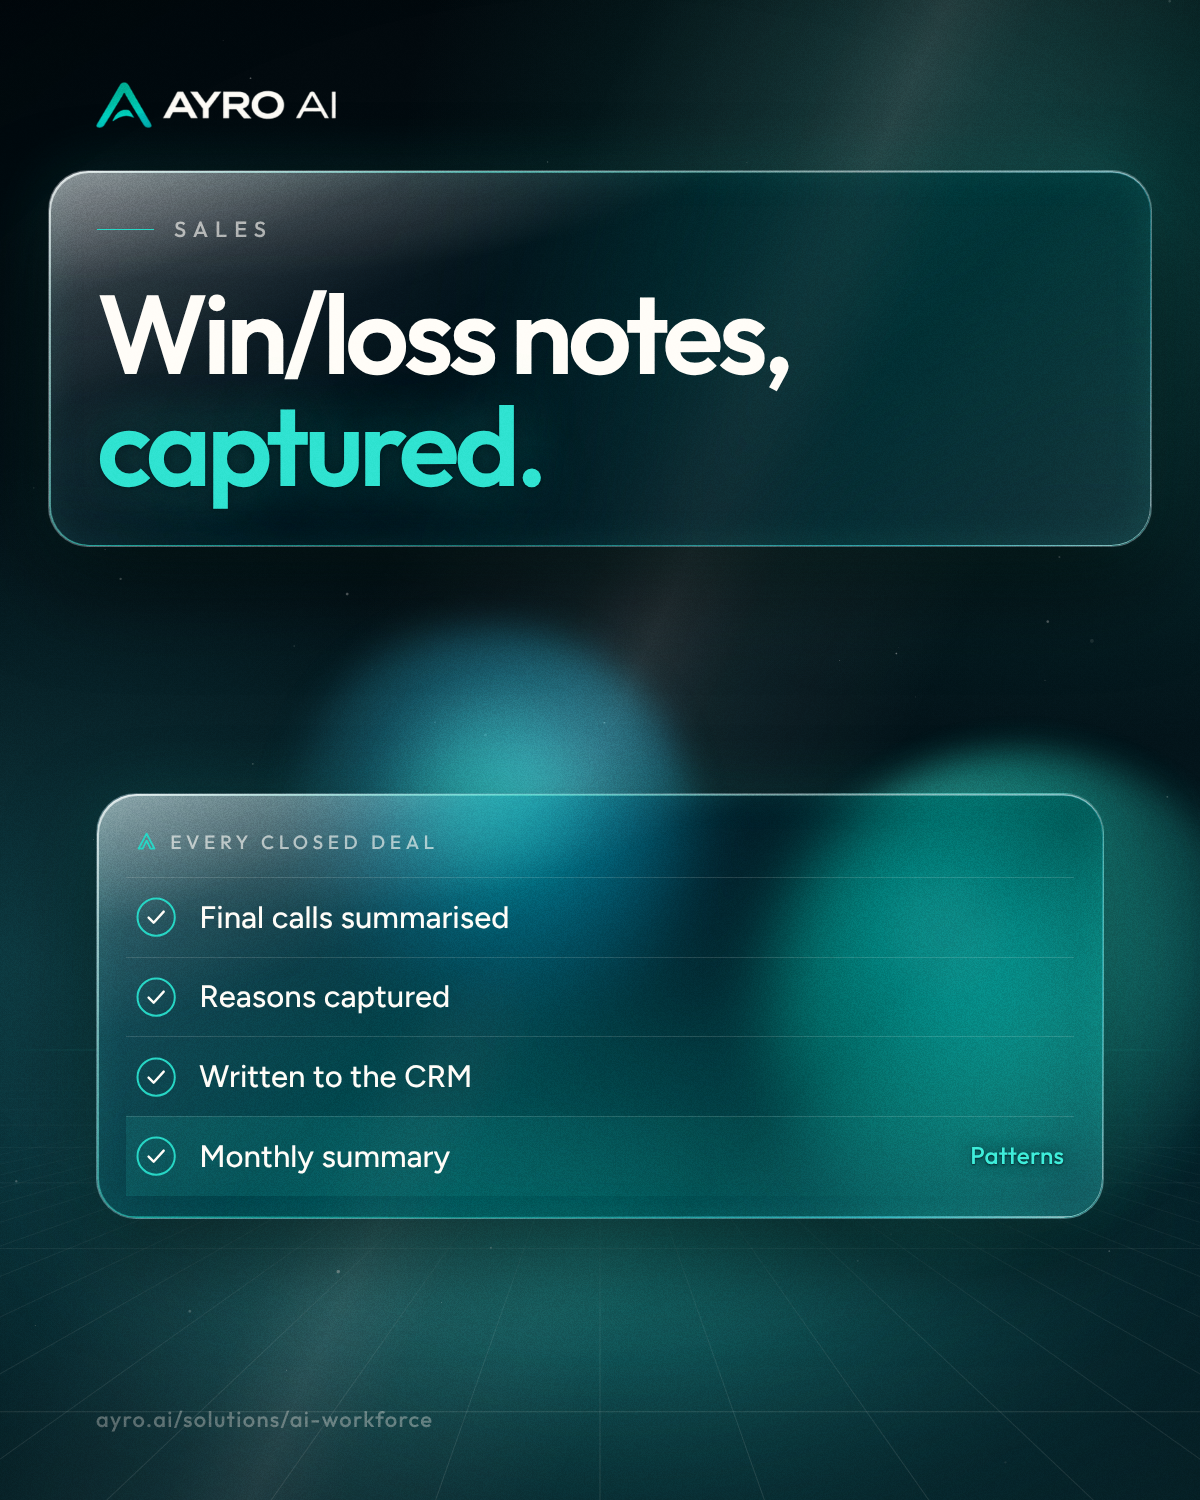 AYRO AI
SALES
Win/loss notes,
captured.
EVERY CLOSED DEAL
Final calls summarised
Reasons captured
Written to the CRM
Monthly summary
Patterns
ayro.ai/solutions/ai-workforce